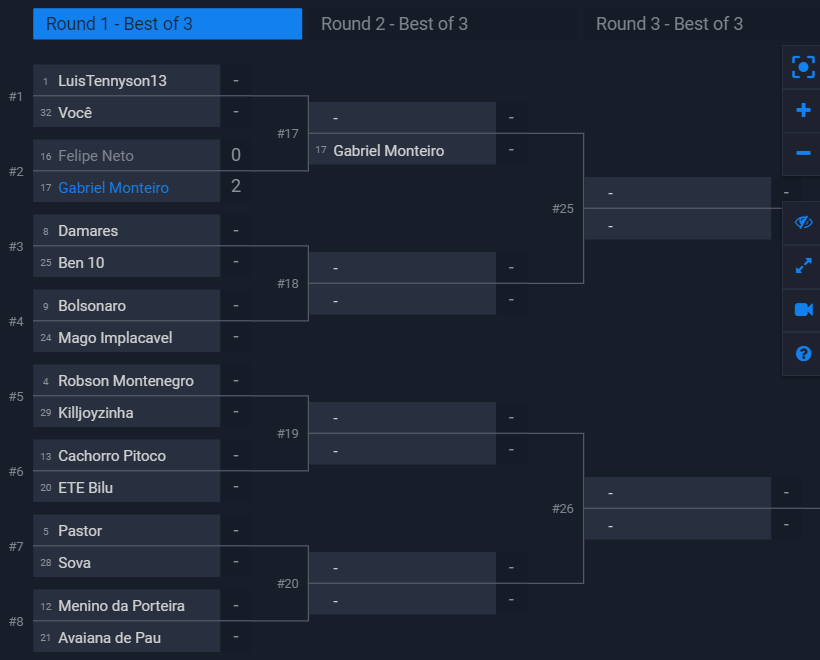 Round 1 - Best of 3
Round 2 - Best of 3
Round 3 - Best of 3
#1
1 LuisTennyson13 -
32 Você -
#2
16 Felipe Neto 0
17 Gabriel Monteiro 2
#3
8 Damares -
25 Ben 10 -
#4
9 Bolsonaro -
24 Mago Implacavel -
#5
4 Robson Montenegro -
29 Killjoyzinha -
#6
13 Cachorro Pitoco -
20 ETE Bilu -
#7
5 Pastor -
28 Sova -
#8
12 Menino da Porteira -
21 Avaiana de Pau -
#17
- -
17 Gabriel Monteiro -
#18
- -
- -
#19
- -
- -
#20
- -
- -
#25
- -
-
#26
- -
- -